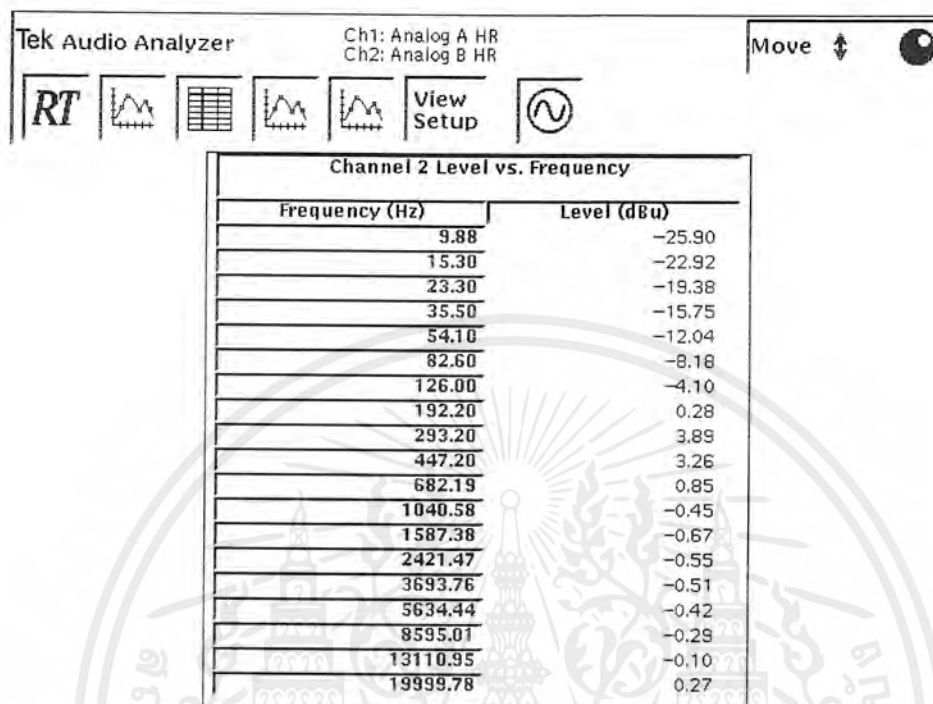 Tek Audio Analyzer
Ch1: Analog A HR
Ch2: Analog B HR
Move
RT
View
Setup
Channel 2 Level vs. Frequency
Frequency (Hz) Level (dBu)
9.88 −25.90
15.30 −22.92
23.30 −19.38
35.50 −15.75
54.10 −12.04
82.60 −8.18
126.00 −4.10
192.20 0.28
293.20 3.89
447.20 3.26
682.19 0.85
1040.58 −0.45
1587.38 −0.67
2421.47 −0.55
3693.76 −0.51
5634.44 −0.42
8595.01 −0.29
13110.95 −0.10
19999.78 0.27